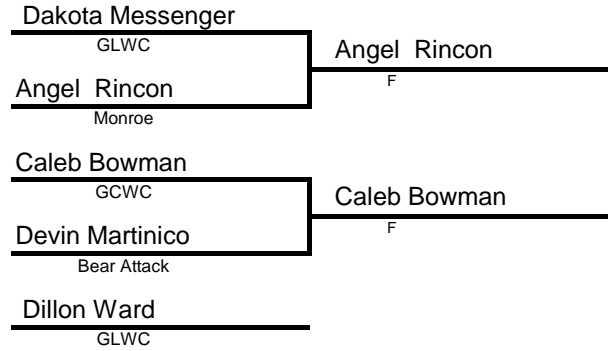 Dakota Messenger
GLWC
Angel Rincon
F
Angel Rincon
Monroe
Caleb Bowman
GCWC
Caleb Bowman
F
Devin Martinico
Bear Attack
Dillon Ward
GLWC